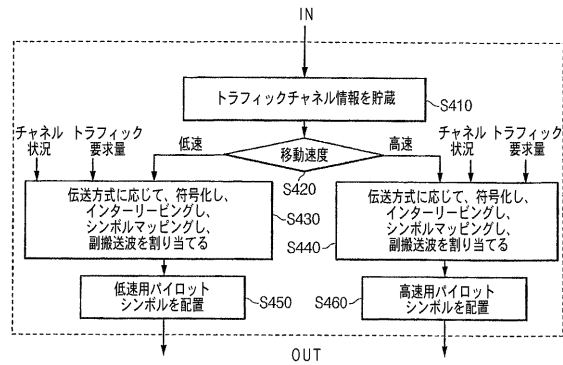 IN
トラフィックチャネル情報を貯蔵
S410
低速
移動速度
高速
S420
チャネル
状況
トラフィック
要求量
チャネル
状況
トラフィック
要求量
伝送方式に応じて、符号化し、
インターリービングし、
シンボルマッピングし、
副搬送波を割り当てる
S430
伝送方式に応じて、符号化し、
インターリービングし、
シンボルマッピングし、
副搬送波を割り当てる
S440
低速用パイロット
シンボルを配置
S450
高速用パイロット
シンボルを配置
S460
OUT